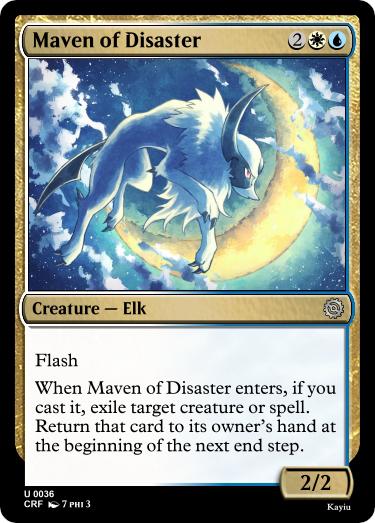 Maven of Disaster 2
Creature — Elk
Flash
When Maven of Disaster enters, if you
cast it, exile target creature or spell.
Return that card to its owner's hand at
the beginning of the next end step.
2/2
U 0036
CRF 7 PHI 3
Kayiu